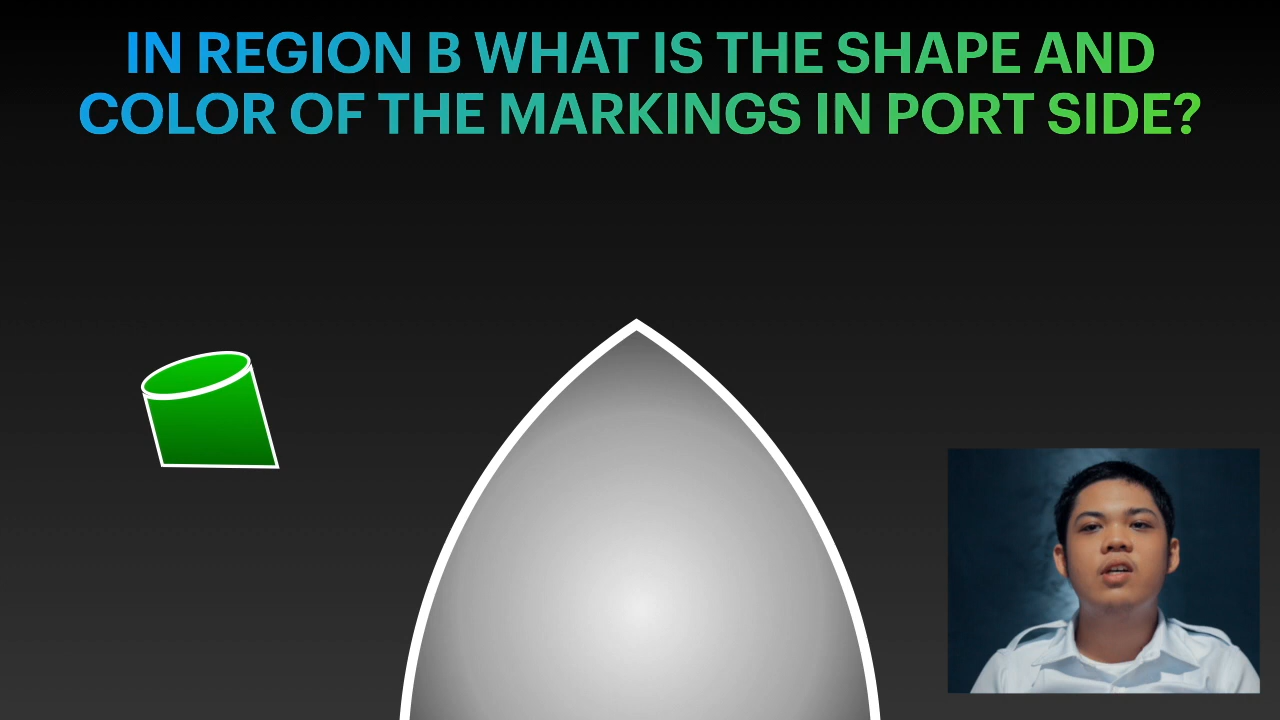 IN REGION B WHAT IS THE SHAPE AND
COLOR OF THE MARKINGS IN PORT SIDE?